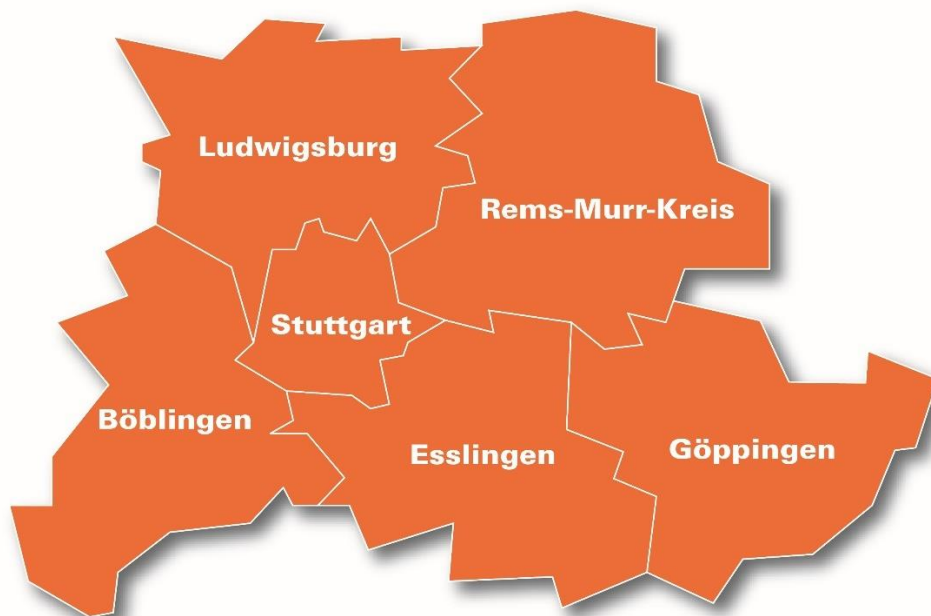 Ludwigsburg
Rems-Murr-Kreis
Stuttgart
Böblingen
Esslingen
Göppingen